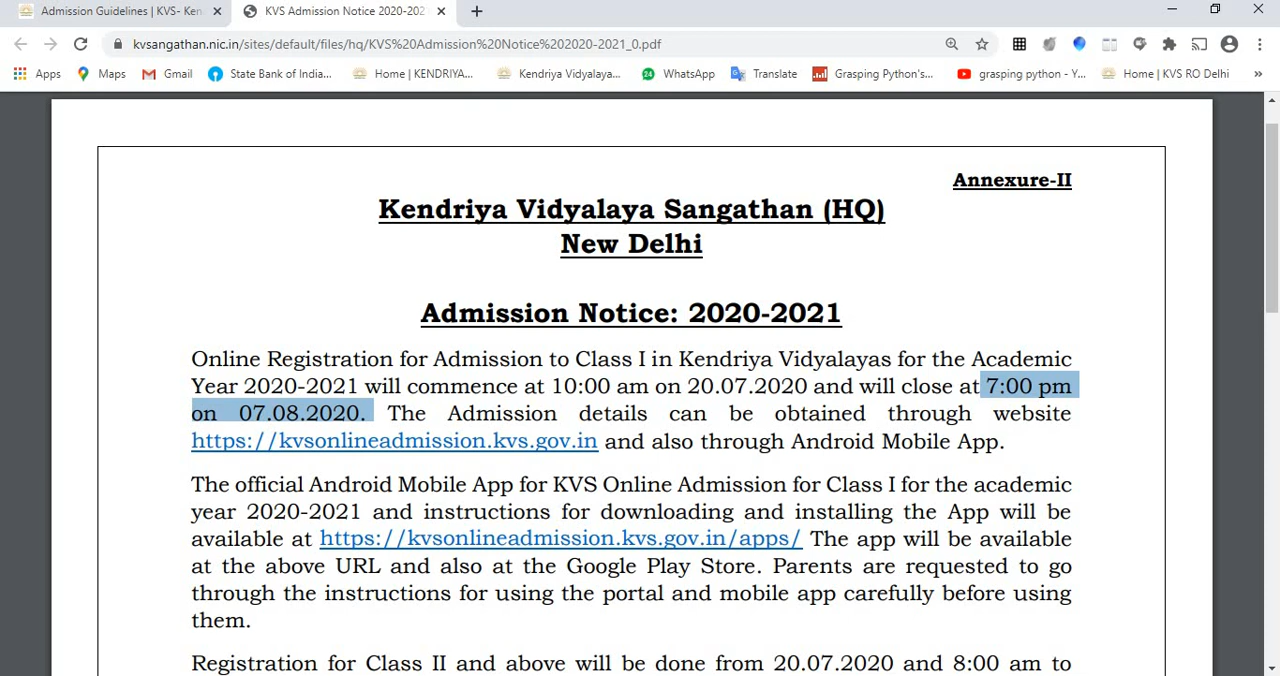 Admission Guidelines | KVS- Ken
KVS Admission Notice 2020-202
kvsangathan.nic.in/sites/default/files/hq/KVS%20Admission%20Notice%202020-2021_0.pdf
Apps
Maps
Gmail
State Bank of India...
Home | KENDRIYA...
Kendriya Vidyalaya...
24
WhatsApp
Translate
Grasping Python's...
grasping python - Y...
Home | KVS RO Delhi
»
Annexure-II
Kendriya Vidyalaya Sangathan (HQ)
New Delhi
Admission Notice: 2020-2021
Online Registration for Admission to Class I in Kendriya Vidyalayas for the Academic
Year 2020-2021 will commence at 10:00 am on 20.07.2020 and will close at 7:00 pm
on 07.08.2020. The Admission details can be obtained through website
https://kvsonlineadmission.kvs.gov.in and also through Android Mobile App.
The official Android Mobile App for KVS Online Admission for Class I for the academic
year 2020-2021 and instructions for downloading and installing the App will be
available at https://kvsonlineadmission.kvs.gov.in/apps/ The app will be available
at the above URL and also at the Google Play Store. Parents are requested to go
through the instructions for using the portal and mobile app carefully before using
them.
Registration for Class II and above will be done from 20.07.2020 and 8:00 am to